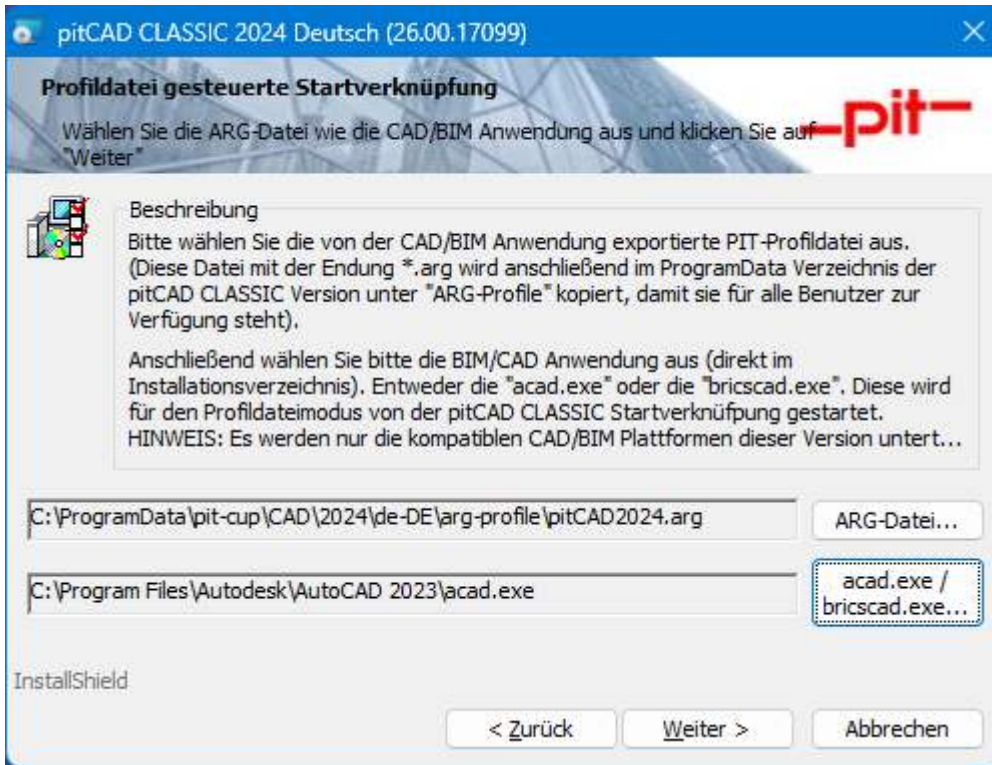 pitCAD CLASSIC 2024 Deutsch (26.00.17099)
Profildatei gesteuerte Startverknüpfung
Wählen Sie die ARG-Datei wie die CAD/BIM Anwendung aus und klicken Sie auf
"Weiter"
pit
Beschreibung
Bitte wählen Sie die von der CAD/BIM Anwendung exportierte PIT-Profildatei aus.
(Diese Datei mit der Endung *.arg wird anschließend im ProgramData Verzeichnis der
pitCAD CLASSIC Version unter "ARG-Profile" kopiert, damit sie für alle Benutzer zur
Verfügung steht).
Anschließend wählen Sie bitte die BIM/CAD Anwendung aus (direkt im
Installationsverzeichnis). Entweder die "acad.exe" oder die "bricscad.exe". Diese wird
für den Profildateimodus von der pitCAD CLASSIC Startverknüfpung gestartet.
HINWEIS: Es werden nur die kompatiblen CAD/BIM Plattformen dieser Version untert...
C:\ProgramData\pit-cup\CAD\2024\de-DE\arg-profile\pitCAD2024.arg
ARG-Datei...
C:\Program Files\Autodesk\AutoCAD 2023\acad.exe
acad.exe /
bricscad.exe...
InstallShield
< Zurück
Weiter >
Abbrechen